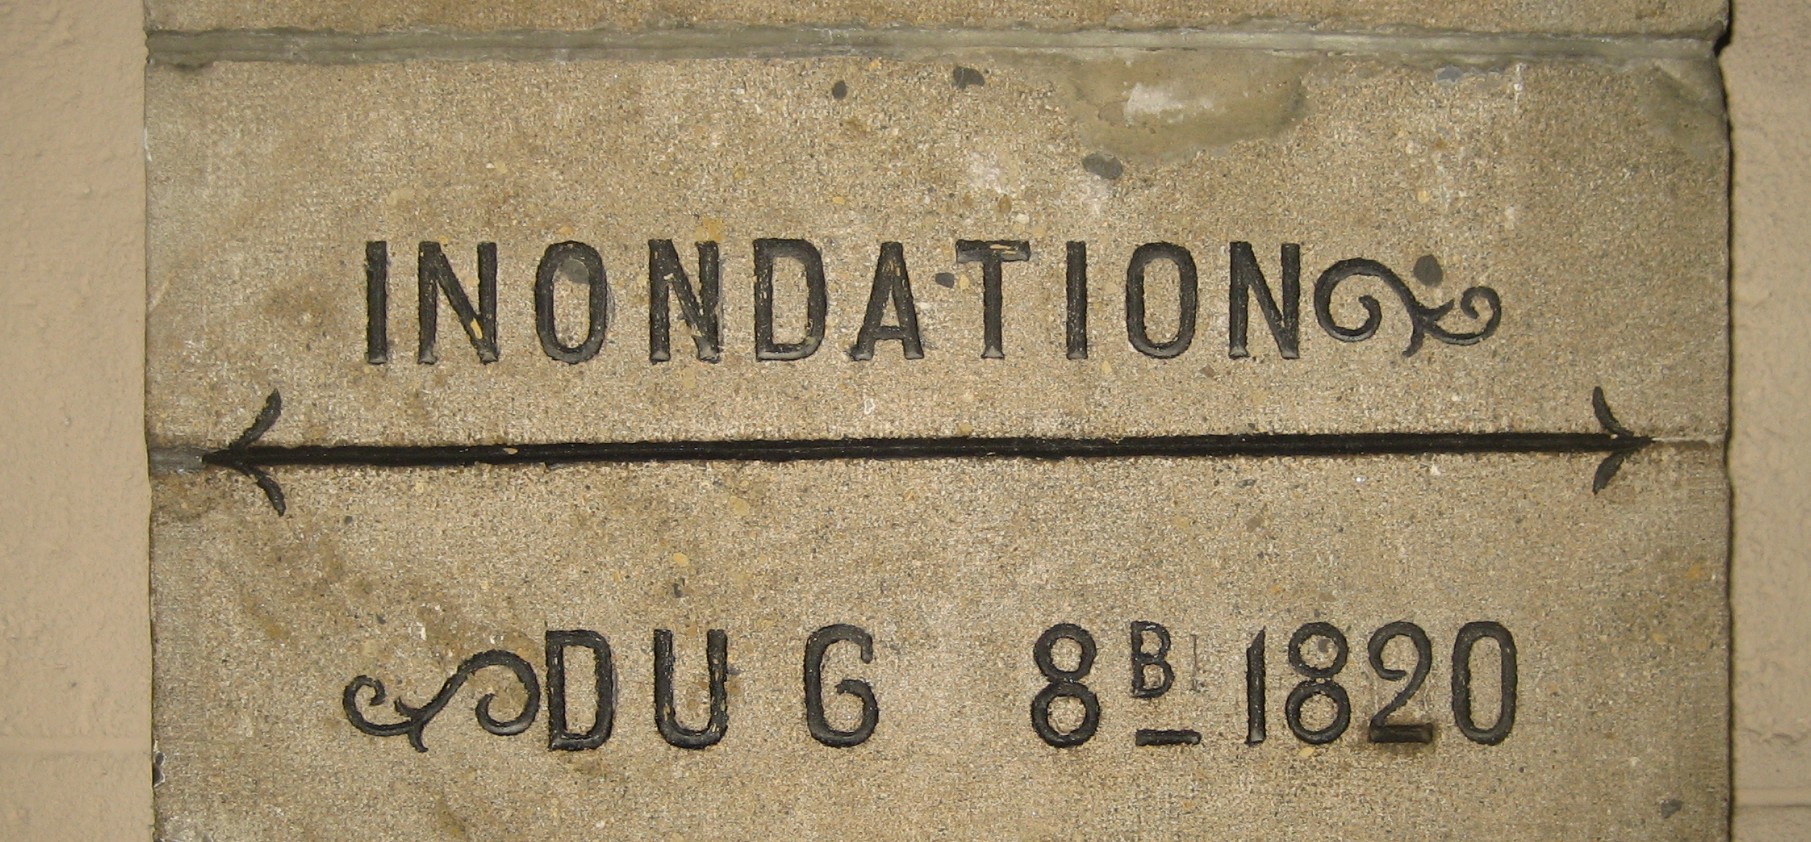 INONDATION
DU G 8B 1820